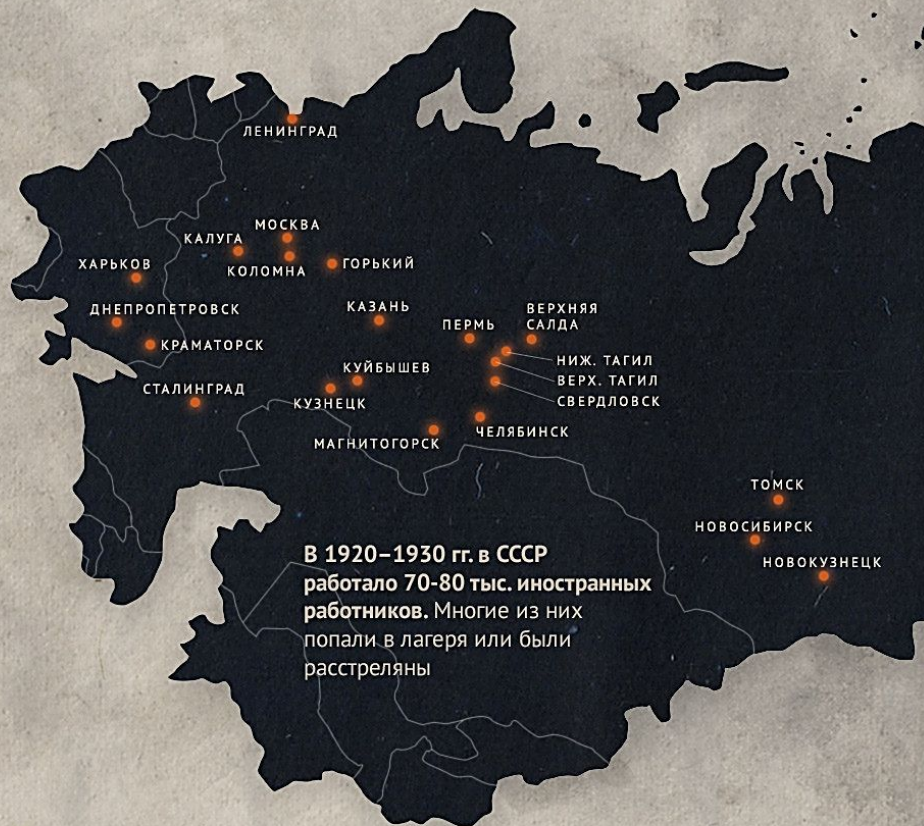 ЛЕНИНГРАД
МОСКВА
КАЛУГА
КОЛОМНА
ГОРЬКИЙ
ХАРЬКОВ
ДНЕПРОПЕТРОВСК
КРАМАТОРСК
КАЗАНЬ
ПЕРМЬ
ВЕРХНЯЯ
САЛДА
НИЖ. ТАГИЛ
ВЕРХ. ТАГИЛ
СВЕРДЛОВСК
КУЙБЫШЕВ
КУЗНЕЦК
СТАЛИНГРАД
МАГНИТОГОРСК
ЧЕЛЯБИНСК
ТОМСК
НОВОСИБИРСК
НОВОКУЗНЕЦК
В 1920–1930 гг. в СССР
работало 70-80 тыс. иностранных
работников. Многие из них
попали в лагеря или были
расстреляны